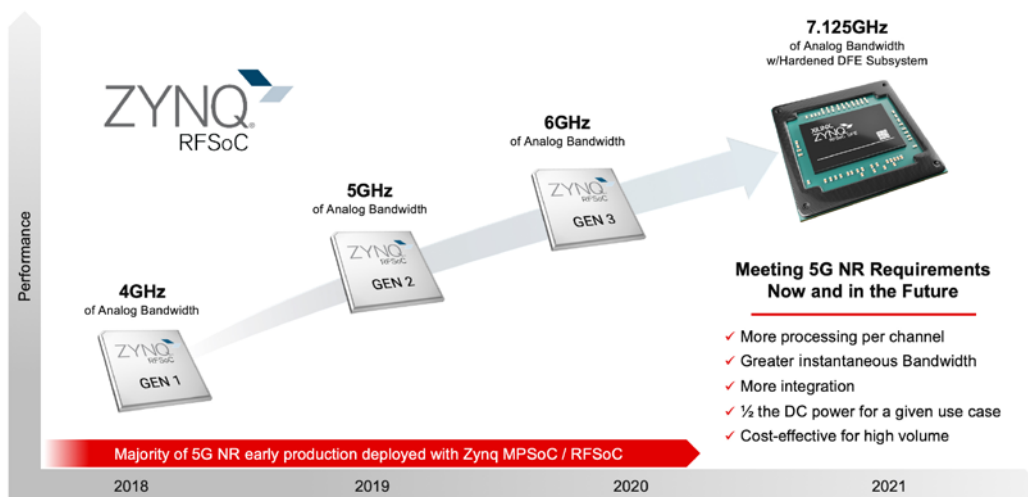 7.125GHz
of Analog Bandwidth
w/Hardened DFE Subsystem
ZYNQ
RFSoC
6GHz
of Analog Bandwidth
XILINX
ZYNQ
5GHz
of Analog Bandwidth
ZYNQ
RFSoC
GEN 3
ZYNQ
RFSoC
GEN 2
4GHz
of Analog Bandwidth
ZYNQ
RFSoC
GEN 1
Performance
Meeting 5G NR Requirements
Now and in the Future
✓ More processing per channel
✓ Greater instantaneous Bandwidth
✓ More integration
✓ ½ the DC power for a given use case
✓ Cost-effective for high volume
Majority of 5G NR early production deployed with Zynq MPSoC / RFSoC
2018
2019
2020
2021